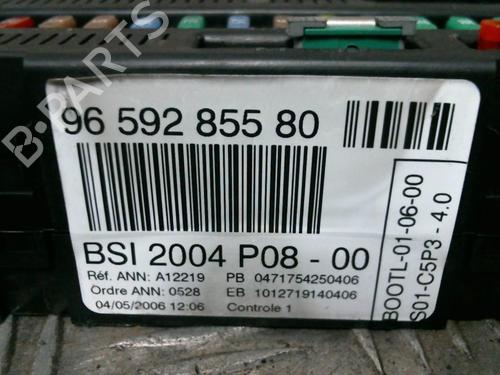 96 592 855 80
BSI 2004 P08 - 00
Réf. ANN: A12219 PB 0471754250406
Ordre ANN: 0528 EB 1012719140406
04/05/2006 12:06 Controle 1
BOOTL-01-06-00
S01-C5P3 - 4.0
B-PARTS